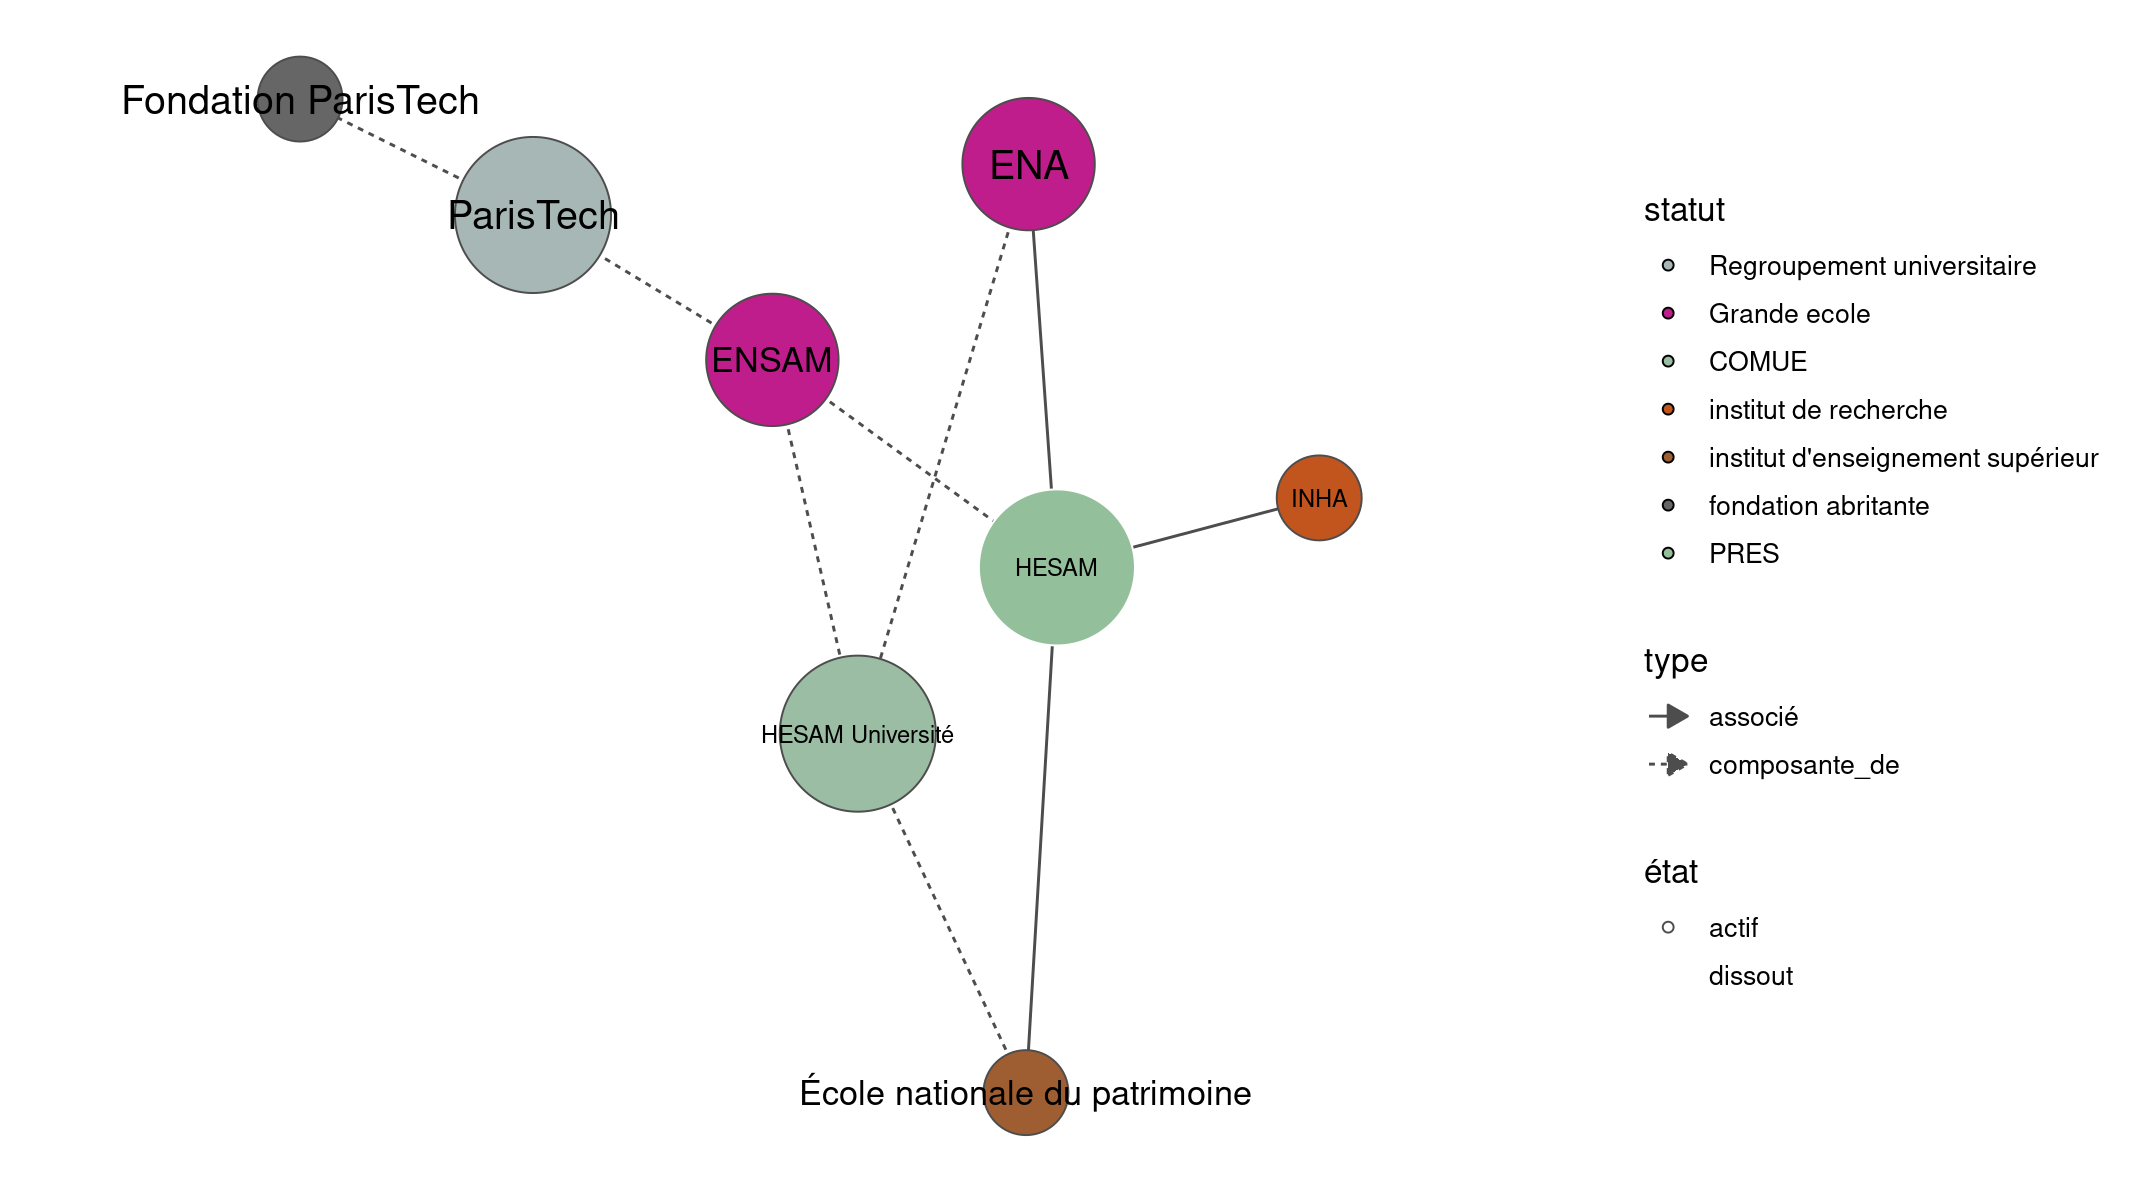 Fondation ParisTech
ENA
ParisTech
ENSAM
INHA
HESAM
HESAM Université
École nationale du patrimoine
statut
Regroupement universitaire
Grande ecole
COMUE
institut de recherche
institut d'enseignement supérieur
fondation abritante
PRES
type
associé
composante_de
état
actif
dissout